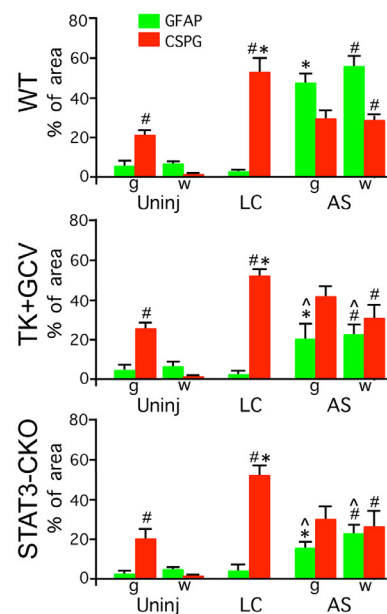 GFAP
CSPG
WT
% of area
80
60
40
20
0
# #* * # #
g w g w
Uninj LC AS
TK+GCV
% of area
80
60
40
20
0
# #* ^* ^# #
g w g w
Uninj LC AS
STAT3-CKO
% of area
80
60
40
20
0
# #* ^* ^# #
g w g w
Uninj LC AS